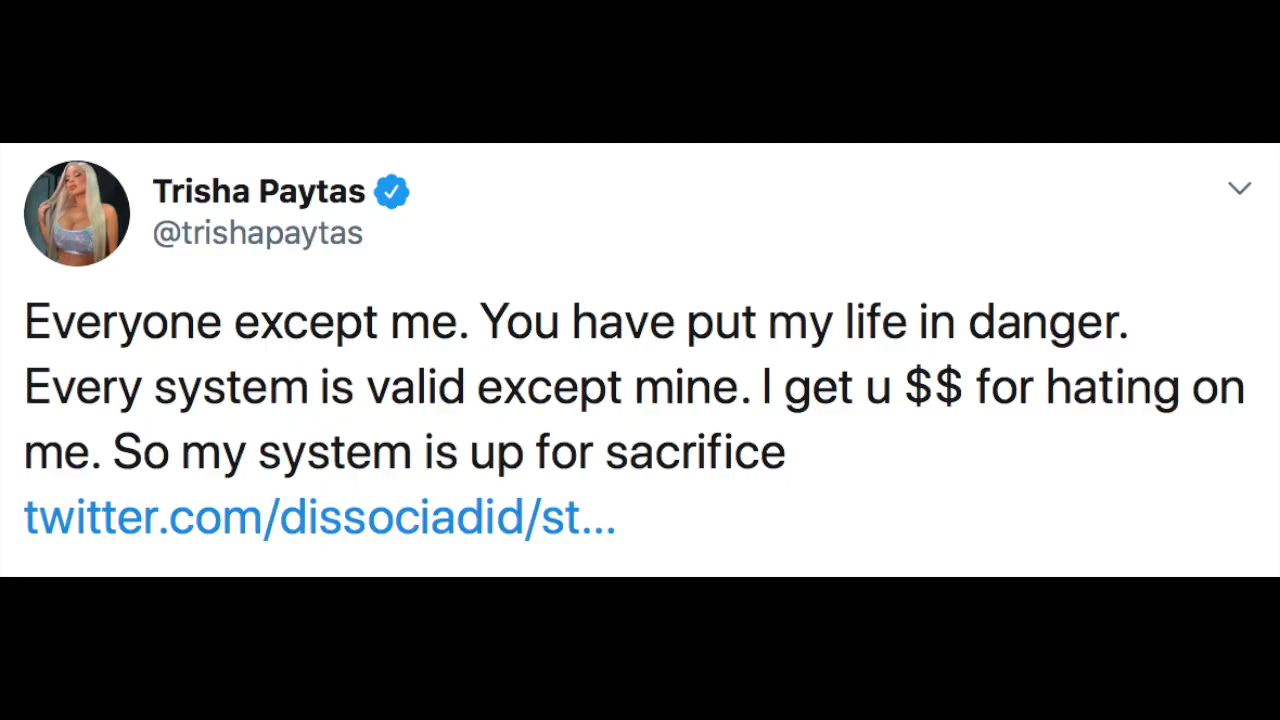 Trisha Paytas
@trishapaytas
Everyone except me. You have put my life in danger.
Every system is valid except mine. I get u $$ for hating on
me. So my system is up for sacrifice
twitter.com/dissociadid/st...